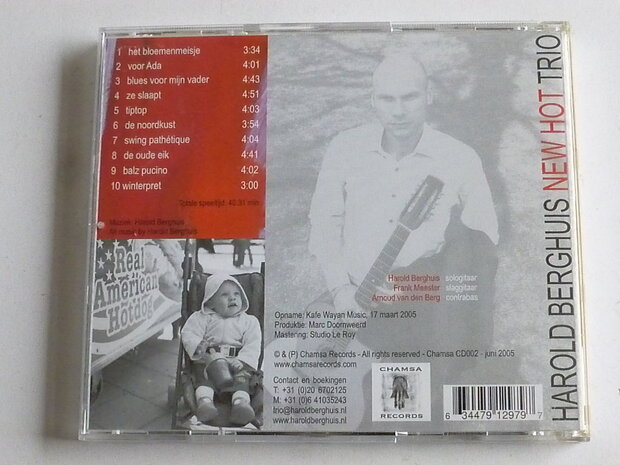 1 het bloemenmeisje 3:34
2 voor Ada 4:01
3 blues voor mijn vader 4:43
4 ze slaapt 4:51
5 tiptop 4:03
6 de noordkust 3:54
7 swing pathétique 4:04
8 de oude eik 4:41
9 balz pucino 4:02
10 winterpret 3:00
Totale speeltijd: 40.31 min
Muziek: Harold Berghuis
All music by Harold Berghuis
Real
American
Hotdog
Harold Berghuis sologitaar
Frank Meester slaggitaar
Arnoud van den Berg contrabas
Opname: Kafe Wayan Music, 17 maart 2005
Produktie: Marc Doornweerd
Mastering: Studio Le Roy
© & (P) Chamsa Records - All rights reserved - Chamsa CD002 - juni 2005
www.chamsarecords.com
Contact en boekingen
T: +31 (0)20 6702125
M: +31 (0)6 41035243
trio@haroldberghuis.nl
www.haroldberghuis.nl
CHAMSA
RECORDS
6 34479 12979 7
HAROLD BERGHUIS NEW HOT TRIO